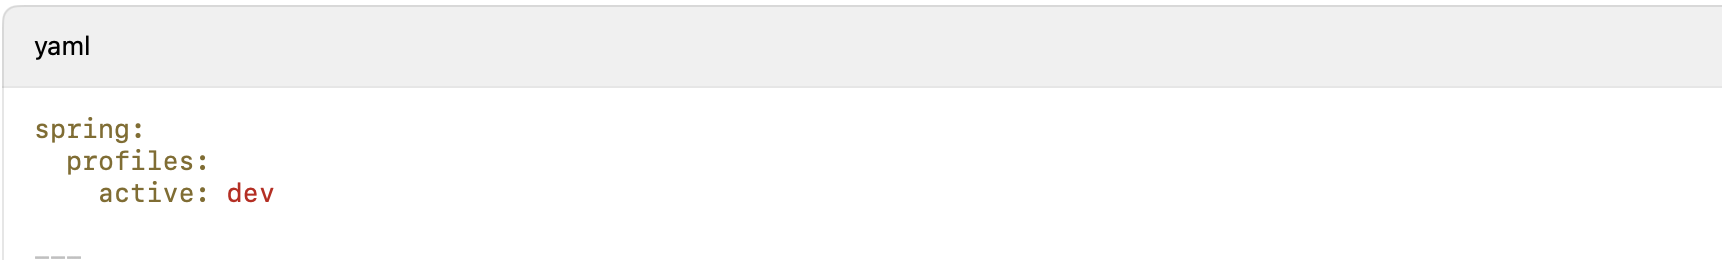 yaml
spring:
  profiles:
    active: dev
---